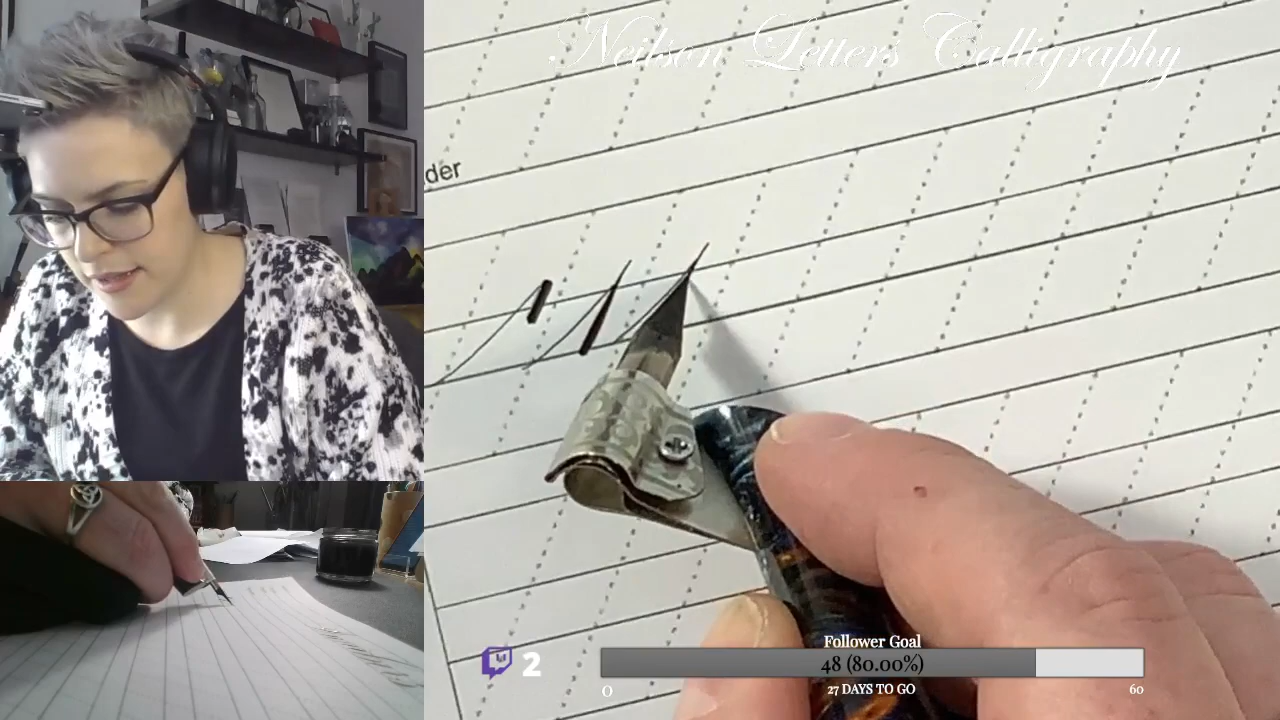 Neilson Letters Calligraphy
der
Follower Goal
2
48 (80.00%)
0
27 DAYS TO GO
60